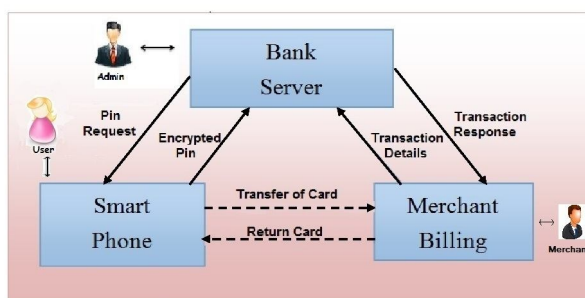 Bank
Server
Admin
Pin
Request
Encrypted
Pin
Transaction
Details
Transaction
Response
User
Smart
Phone
Transfer of Card
Return Card
Merchant
Billing
Merchan